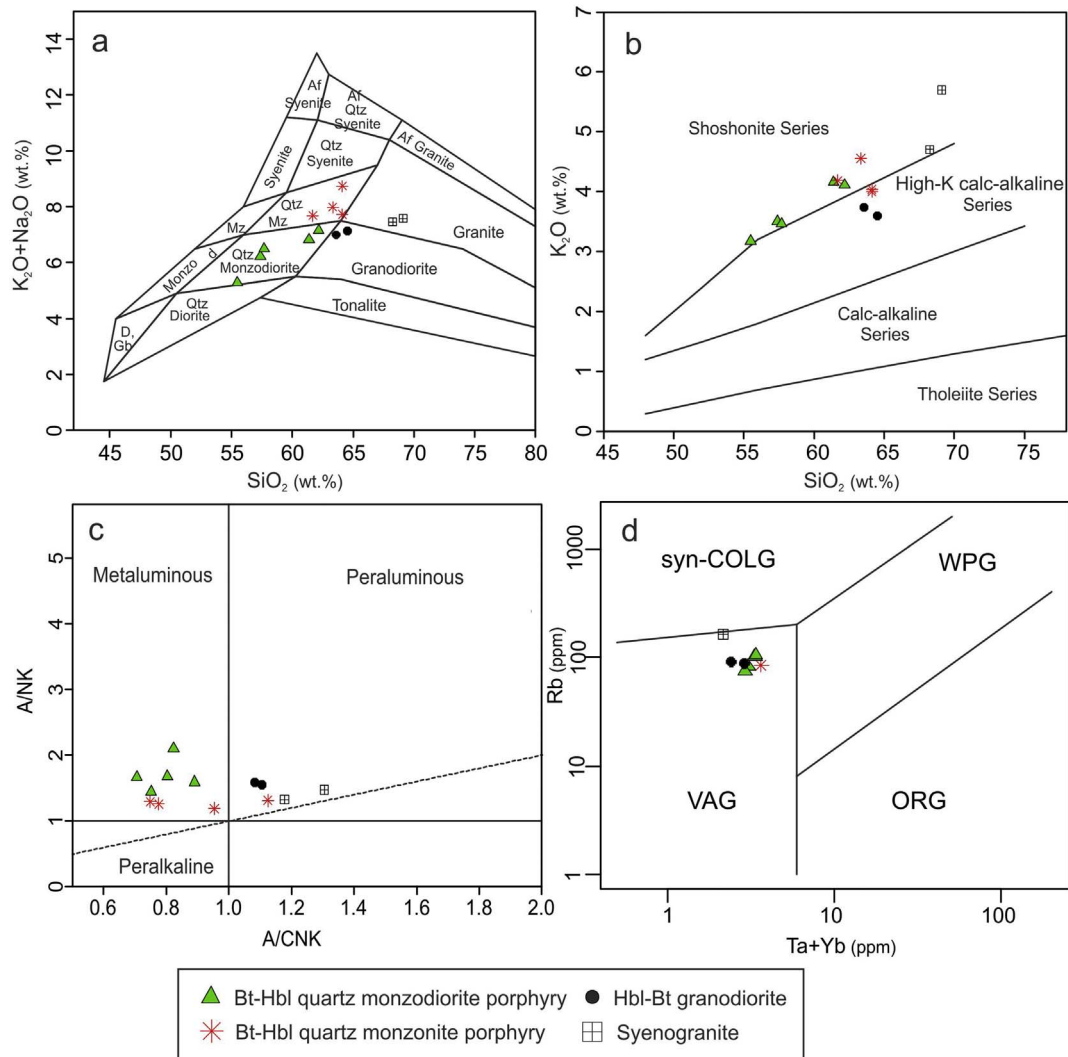 a
14
12
10
8
6
4
2
0
K₂O+Na₂O (wt.%)
Af
Syenite
Af
Qtz
Syenite
Af Granite
Syenite
Qtz
Syenite
Mz
Qtz
Mz
Monzo
d
Qtz
Monzodiorite
Granite
Granodiorite
Qtz
Diorite
Tonalite
D,
Gb
45 50 55 60 65 70 75 80
SiO₂ (wt.%)
b
7
6
5
4
3
2
1
0
K₂O (wt.%)
Shoshonite Series
High-K calc-alkaline
Series
Calc-alkaline
Series
Tholeiite Series
45 50 55 60 65 70 75
SiO₂ (wt.%)
c
5
4
3
2
1
0
A/NK
Metaluminous
Peraluminous
Peralkaline
0.6 0.8 1.0 1.2 1.4 1.6 1.8 2.0
A/CNK
d
1000
100
10
1
Rb (ppm)
syn-COLG
WPG
VAG
ORG
1 10 100
Ta+Yb (ppm)
Bt-Hbl quartz monzodiorite porphyry
Hbl-Bt granodiorite
Bt-Hbl quartz monzonite porphyry
Syenogranite